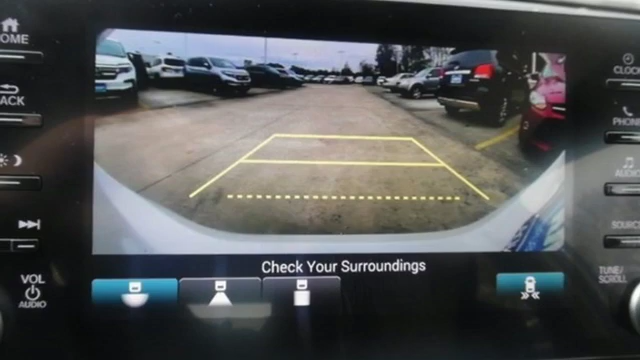 HOME
BACK
VOL
AUDIO
Check Your Surroundings
CLOCK
PHONE
AUDIO
SOURCE
TUNE/
SCROLL